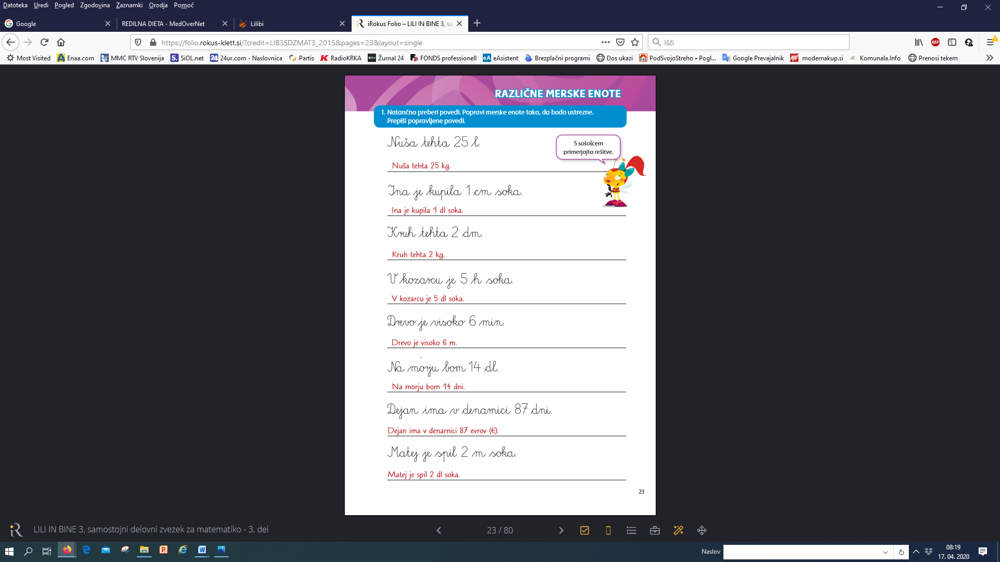 Datoteka Uredi Pogled Zgodovina Zaznamki Orodja Pomoč
Google
REDILNA DIETA - MedOverNet
Lilibi
iRokus Folio – LILI IN BINE 3, sa
https://folio.rokus-klett.si/?credit=LIB3SDZMAT3_2015&pages=23&layout=single
Išči
Most Visited Enaa.com MMC RTV Slovenija SiOL.net 24ur.com - Naslovnica Partis RadioKRKA Žurnal 24 FONDS professionell eAsistent Brezplačni programi Dos ukazi PodSvojoStreho • Pogl... Google Prevajalnik modernakup.si Komunala.Info Prenosi tekem
RAZLIČNE MERSKE ENOTE
1. Natančno preberi povedi. Popravi merske enote tako, da bodo ustrezne.
Prepiši popravljene povedi.
Nuša tehta 25 l.
S sošolcem
primerjajta rešitve.
Nuša tehta 25 kg.
Ina je kupila 1 cm soka.
Ina je kupila 1 dl soka.
Kruh tehta 2 dm.
Kruh tehta 2 kg.
V kozarcu je 5 h soka.
V kozarcu je 5 dl soka.
Drevo je visoko 6 min.
Drevo je visoko 6 m.
Na morju bom 14 dl.
Na morju bom 14 dni.
Dejan ima v denarnici 87 dni.
Dejan ima v denarnici 87 evrov (€).
Matej je spil 2 m soka.
Matej je spil 2 dl soka.
23
LILI IN BINE 3, samostojni delovni zvezek za matematiko - 3. del
23 / 80
Naslov
08:19
17. 04. 2020